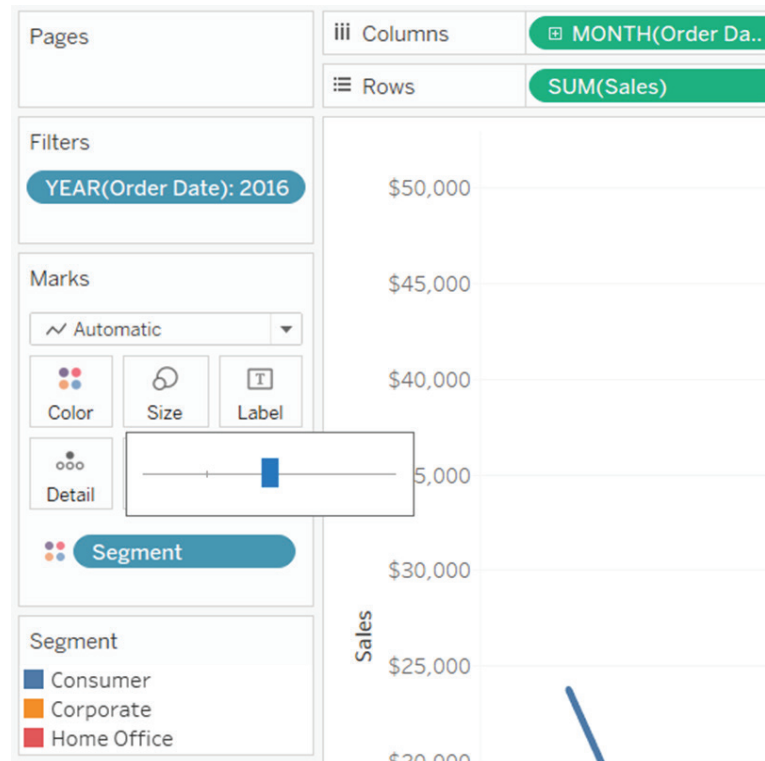 Pages
Columns
MONTH(Order Da..
Rows
SUM(Sales)
Filters
YEAR(Order Date): 2016
Marks
Automatic
Color
Size
Label
Detail
Segment
Segment
Consumer
Corporate
Home Office
$50,000
$45,000
$40,000
5,000
$30,000
$25,000
Sales